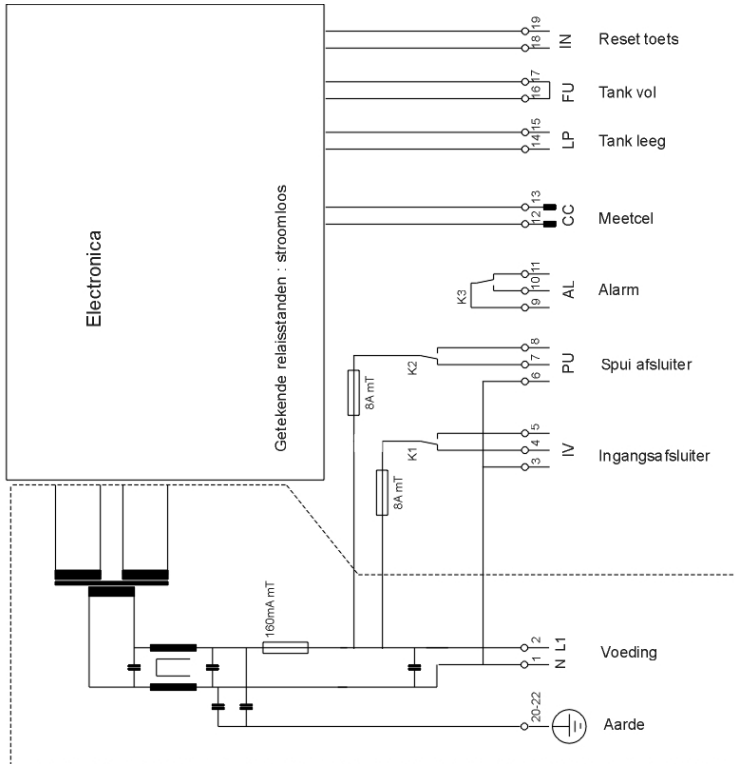 Electronica
Getekende relaisstanden : stroomloos
19
18
IN
Reset toets
17
16
FU
Tank vol
15
14
LP
Tank leeg
13
12
CC
Meetcel
11
10
9
AL
K3
Alarm
8
7
6
PU
K2
8A mT
Spui afsluiter
5
4
3
IV
K1
8A mT
Ingangsafsluiter
160mA mT
2
1
L1
N
Voeding
20-22
Aarde